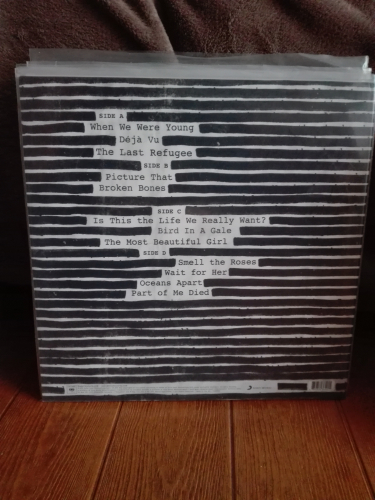 SIDE A
When We Were Young
Déjà Vu
The Last Refugee
SIDE B
Picture That
Broken Bones
SIDE C
Is This the Life We Really Want?
Bird In A Gale
The Most Beautiful Girl
SIDE D
Smell the Roses
Wait for Her
Oceans Apart
Part of Me Died